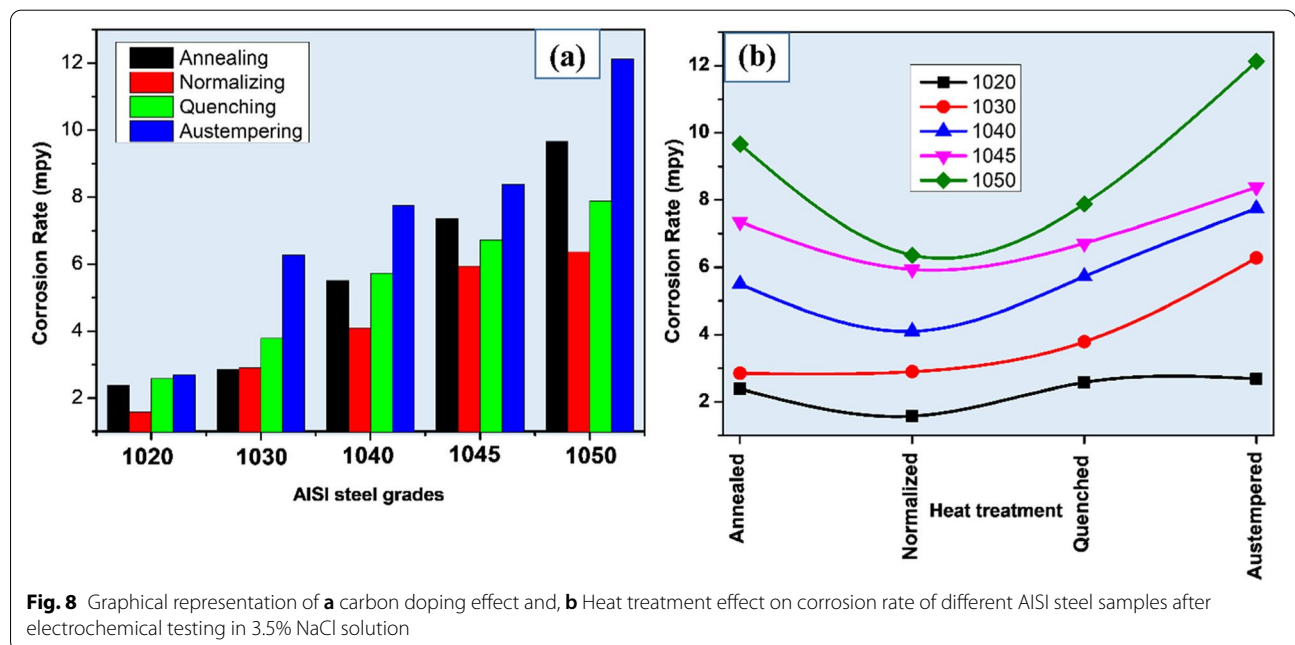 (a)
Annealing
Normalizing
Quenching
Austempering
12
10
8
6
4
2
Corrosion Rate (mpy)
1020 1030 1040 1045 1050
AISI steel grades
(b)
1020
1030
1040
1045
1050
12
10
8
6
4
2
Corrosion Rate (mpy)
Annealed
Normalized
Quenched
Austempered
Heat treatment
Fig. 8 Graphical representation of a carbon doping effect and, b Heat treatment effect on corrosion rate of different AISI steel samples after
electrochemical testing in 3.5% NaCl solution